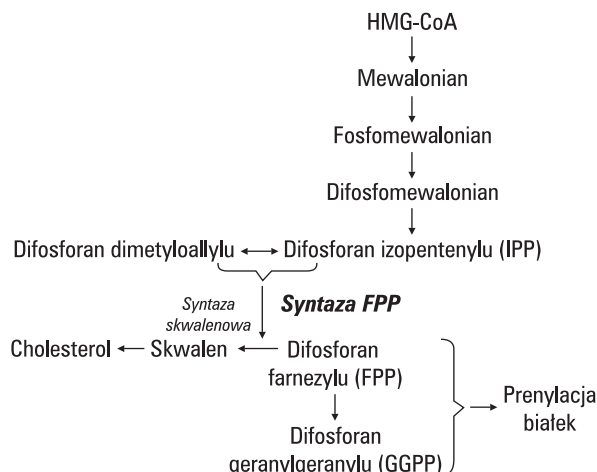 HMG-CoA
Mewalonian
Fosfomewalonian
Difosfomewalonian
Difosforan dimetyloallylu
Difosforan izopentenylu (IPP)
Syntaza
skwalenowa
Syntaza FPP
Cholesterol
Skwalen
Difosforan
farnezylu (FPP)
Prenylacja
białek
Difosforan
geranylgeranylu (GGPP)